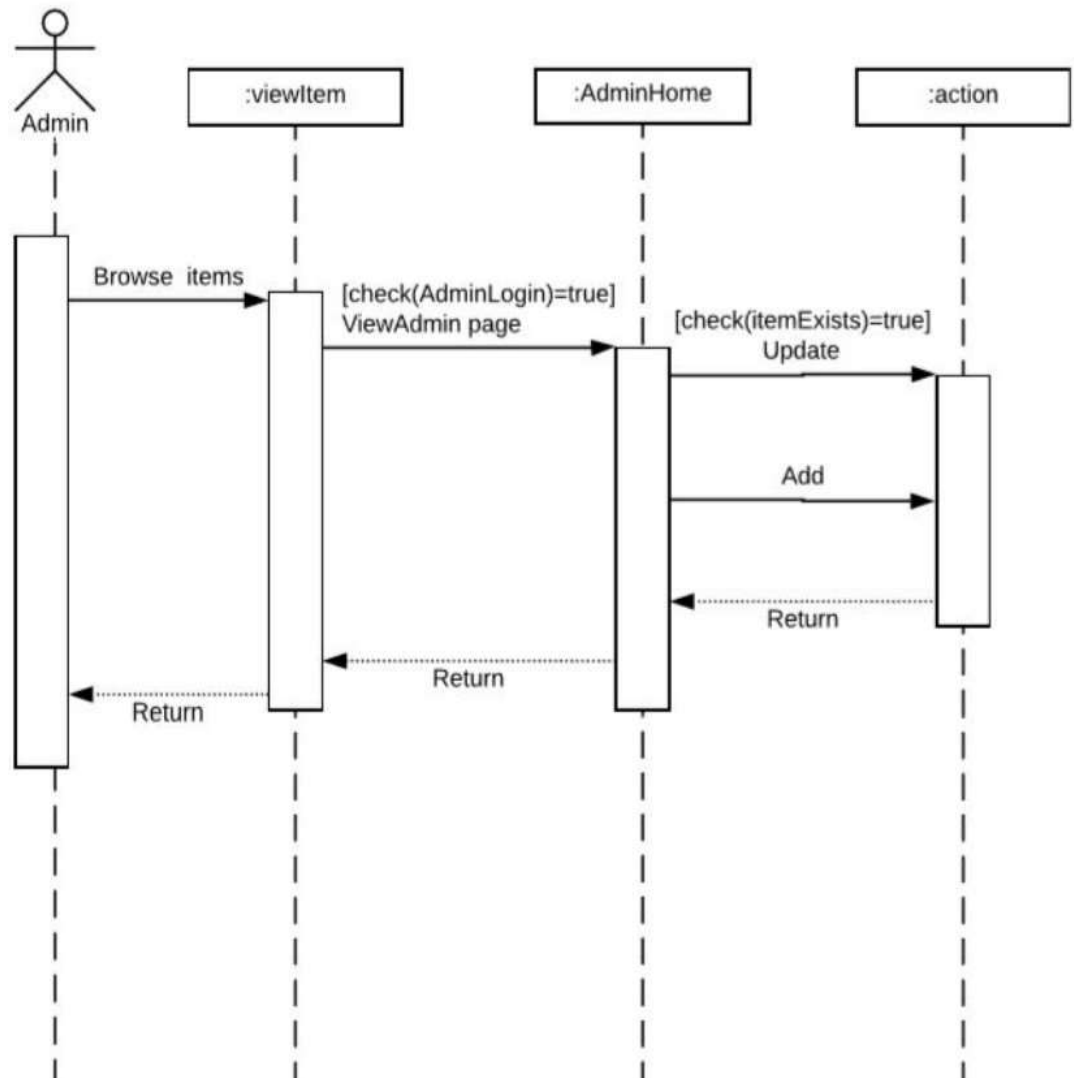 Admin
:viewItem
:AdminHome
:action
Browse items
[check(AdminLogin)=true]
ViewAdmin page
[check(itemExists)=true]
Update
Add
Return
Return
Return